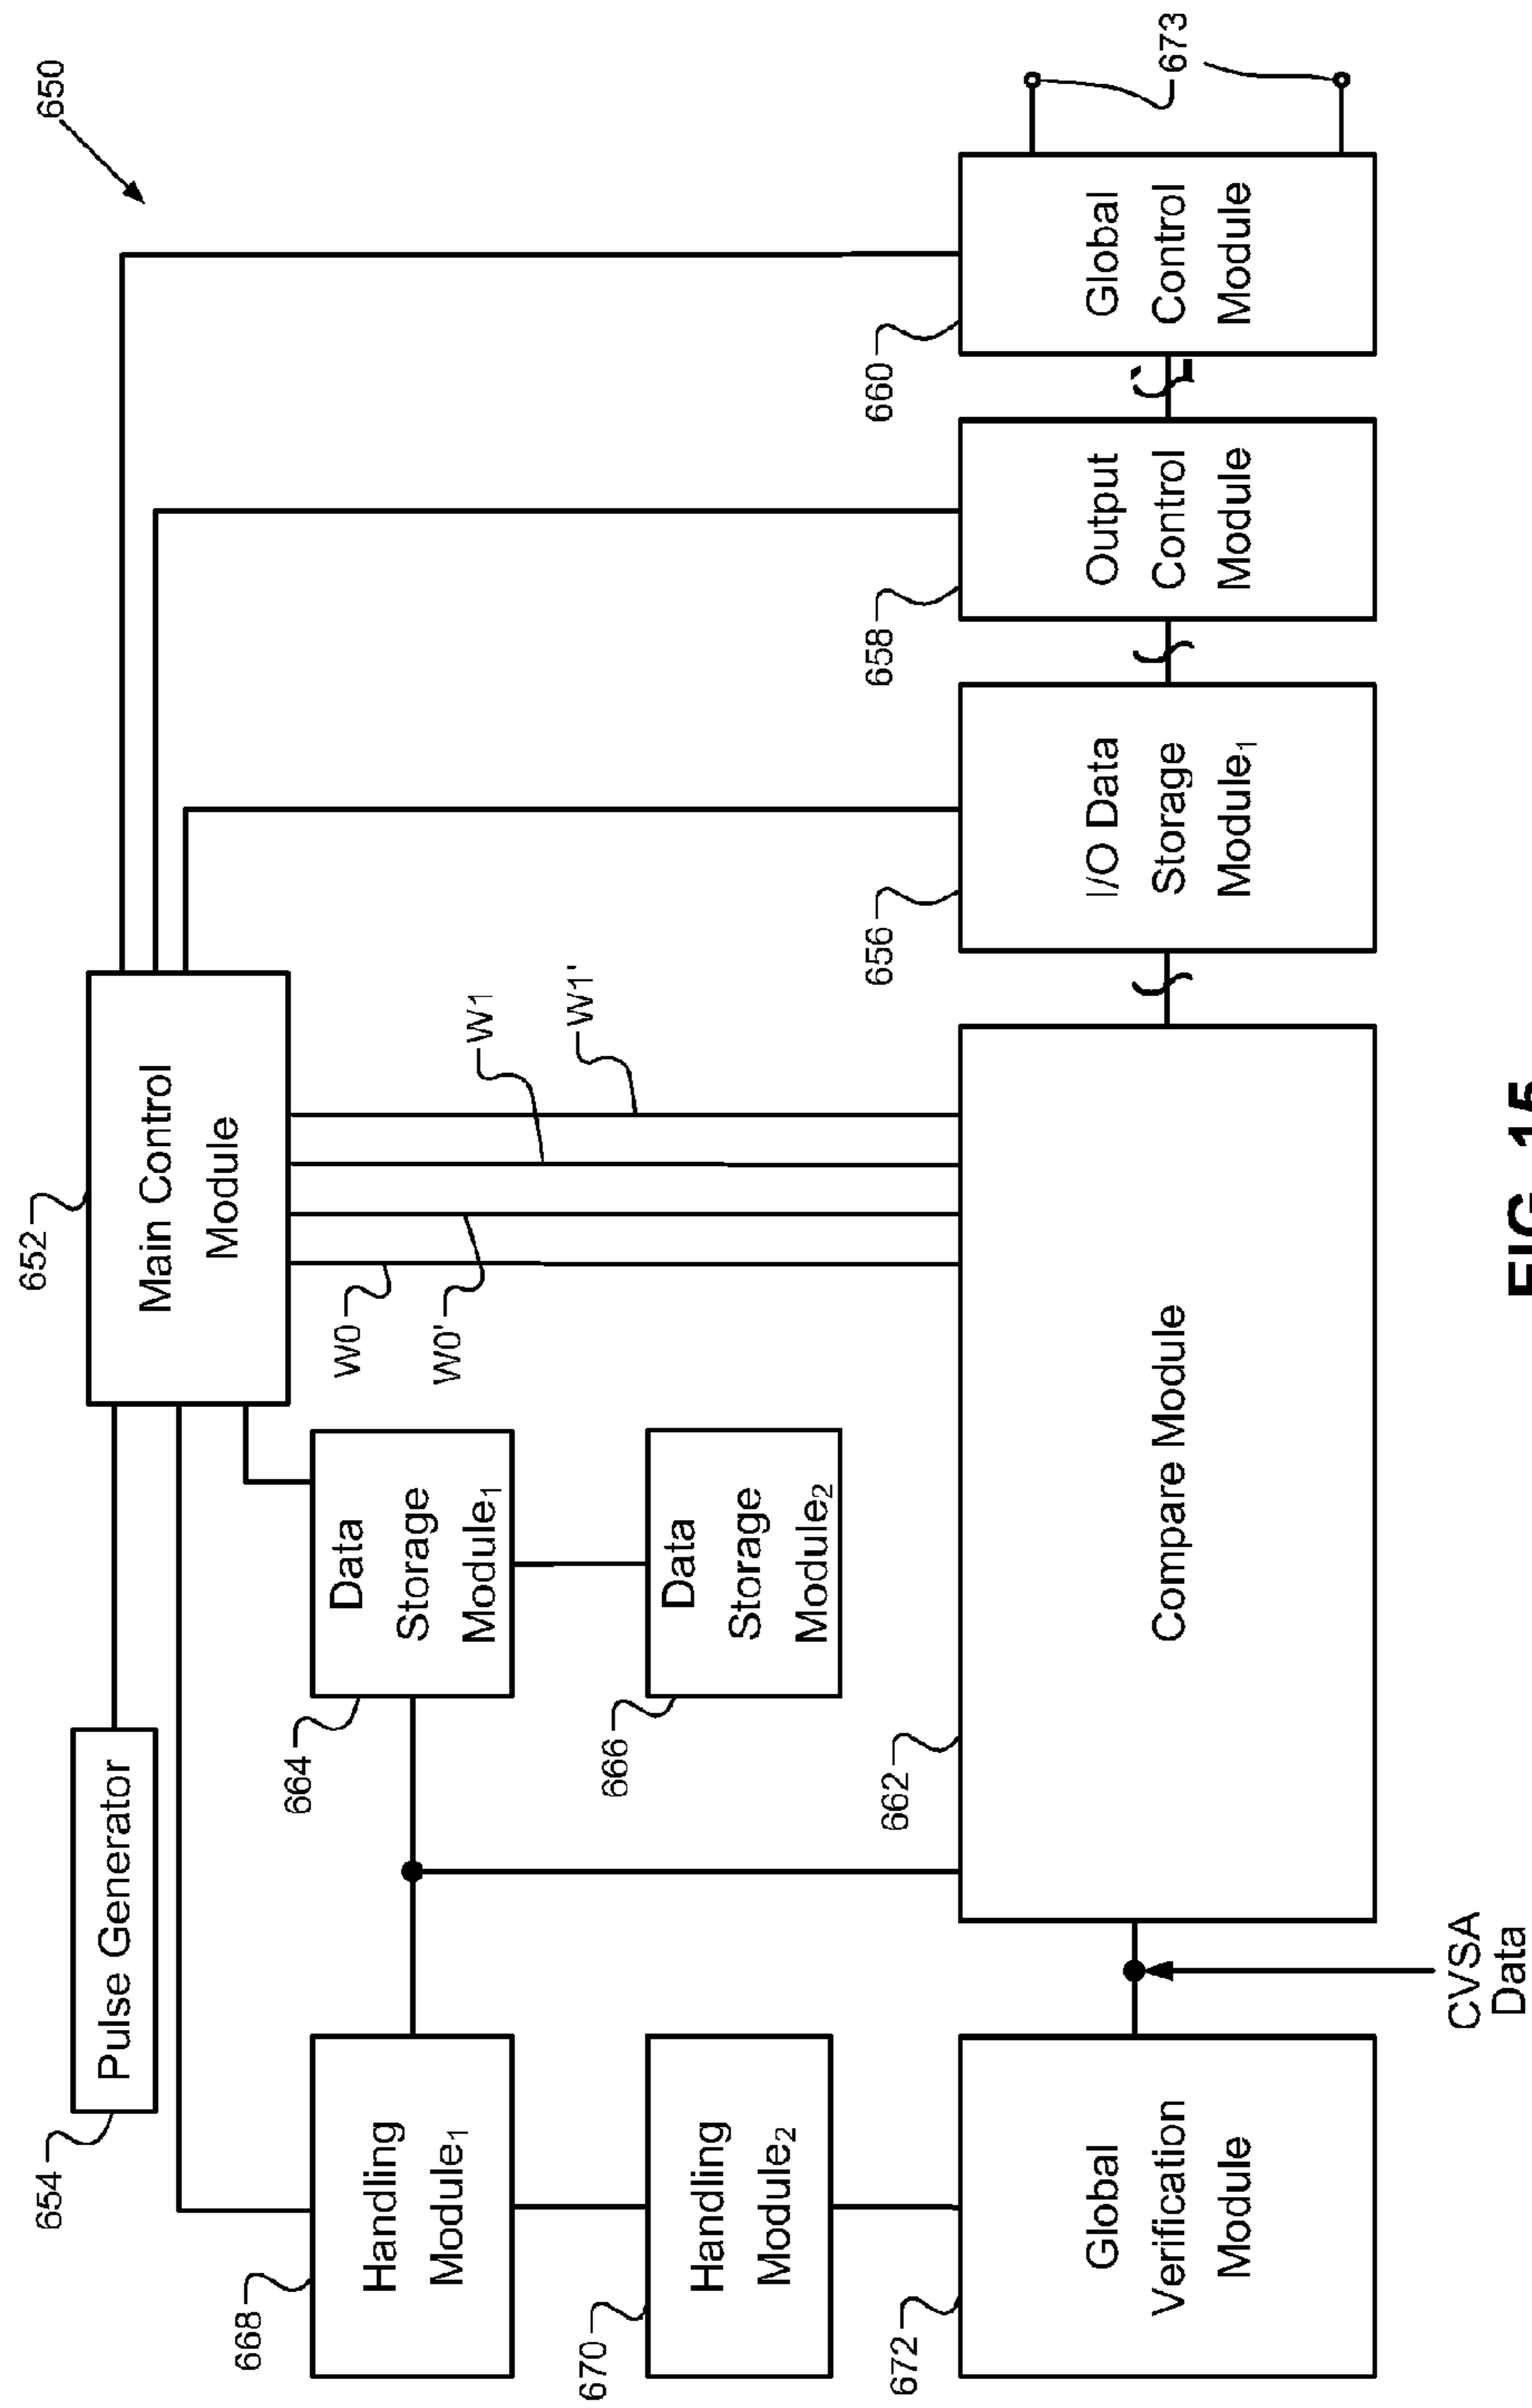 650
652
Main Control
Module
654
Pulse Generator
W0
W0'
W1
W1'
668
Handling
Module₁
664
Data
Storage
Module₁
670
Handling
Module₂
666
Data
Storage
Module₂
672
Global
Verification
Module
662
Compare Module
656
I/O Data
Storage
Module₁
658
Output
Control
Module
660
Global
Control
Module
673
CVSA
Data
FIG. 15